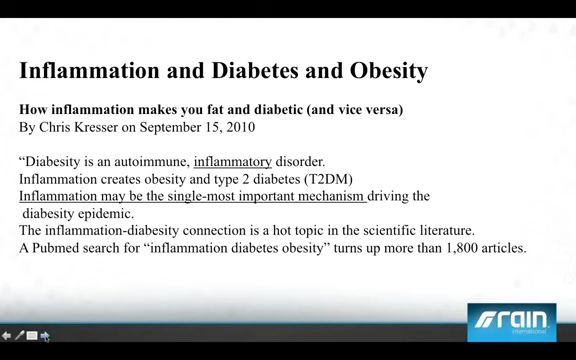 Inflammation and Diabetes and Obesity
How inflammation makes you fat and diabetic (and vice versa)
By Chris Kresser on September 15, 2010
“Diabesity is an autoimmune, inflammatory disorder.
Inflammation creates obesity and type 2 diabetes (T2DM)
Inflammation may be the single-most important mechanism driving the
diabesity epidemic.
The inflammation-diabesity connection is a hot topic in the scientific literature.
A Pubmed search for “inflammation diabetes obesity” turns up more than 1,800 articles.
rain
international